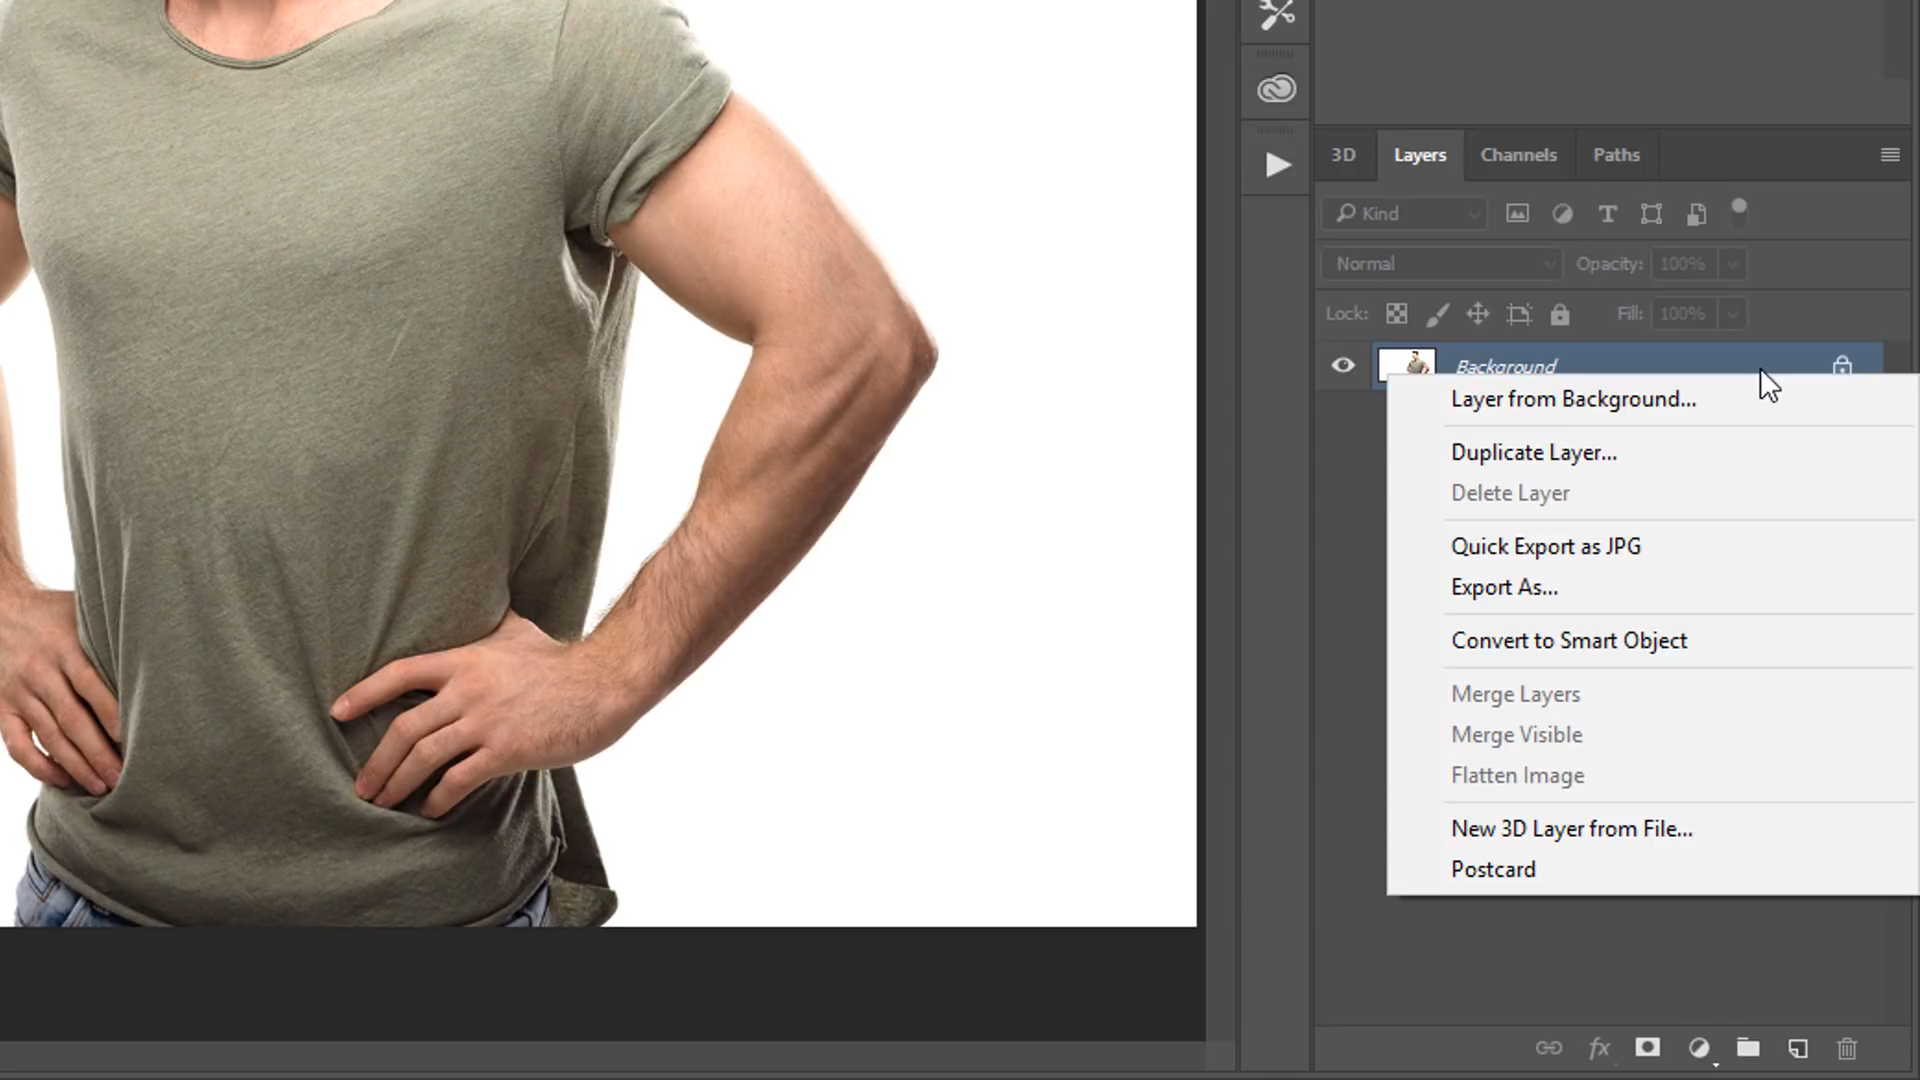 3D Layers Channels Paths
Kind
Normal Opacity: 100%
Lock: Fill: 100%
Background
Layer from Background...
Duplicate Layer...
Delete Layer
Quick Export as JPG
Export As...
Convert to Smart Object
Merge Layers
Merge Visible
Flatten Image
New 3D Layer from File...
Postcard
fx